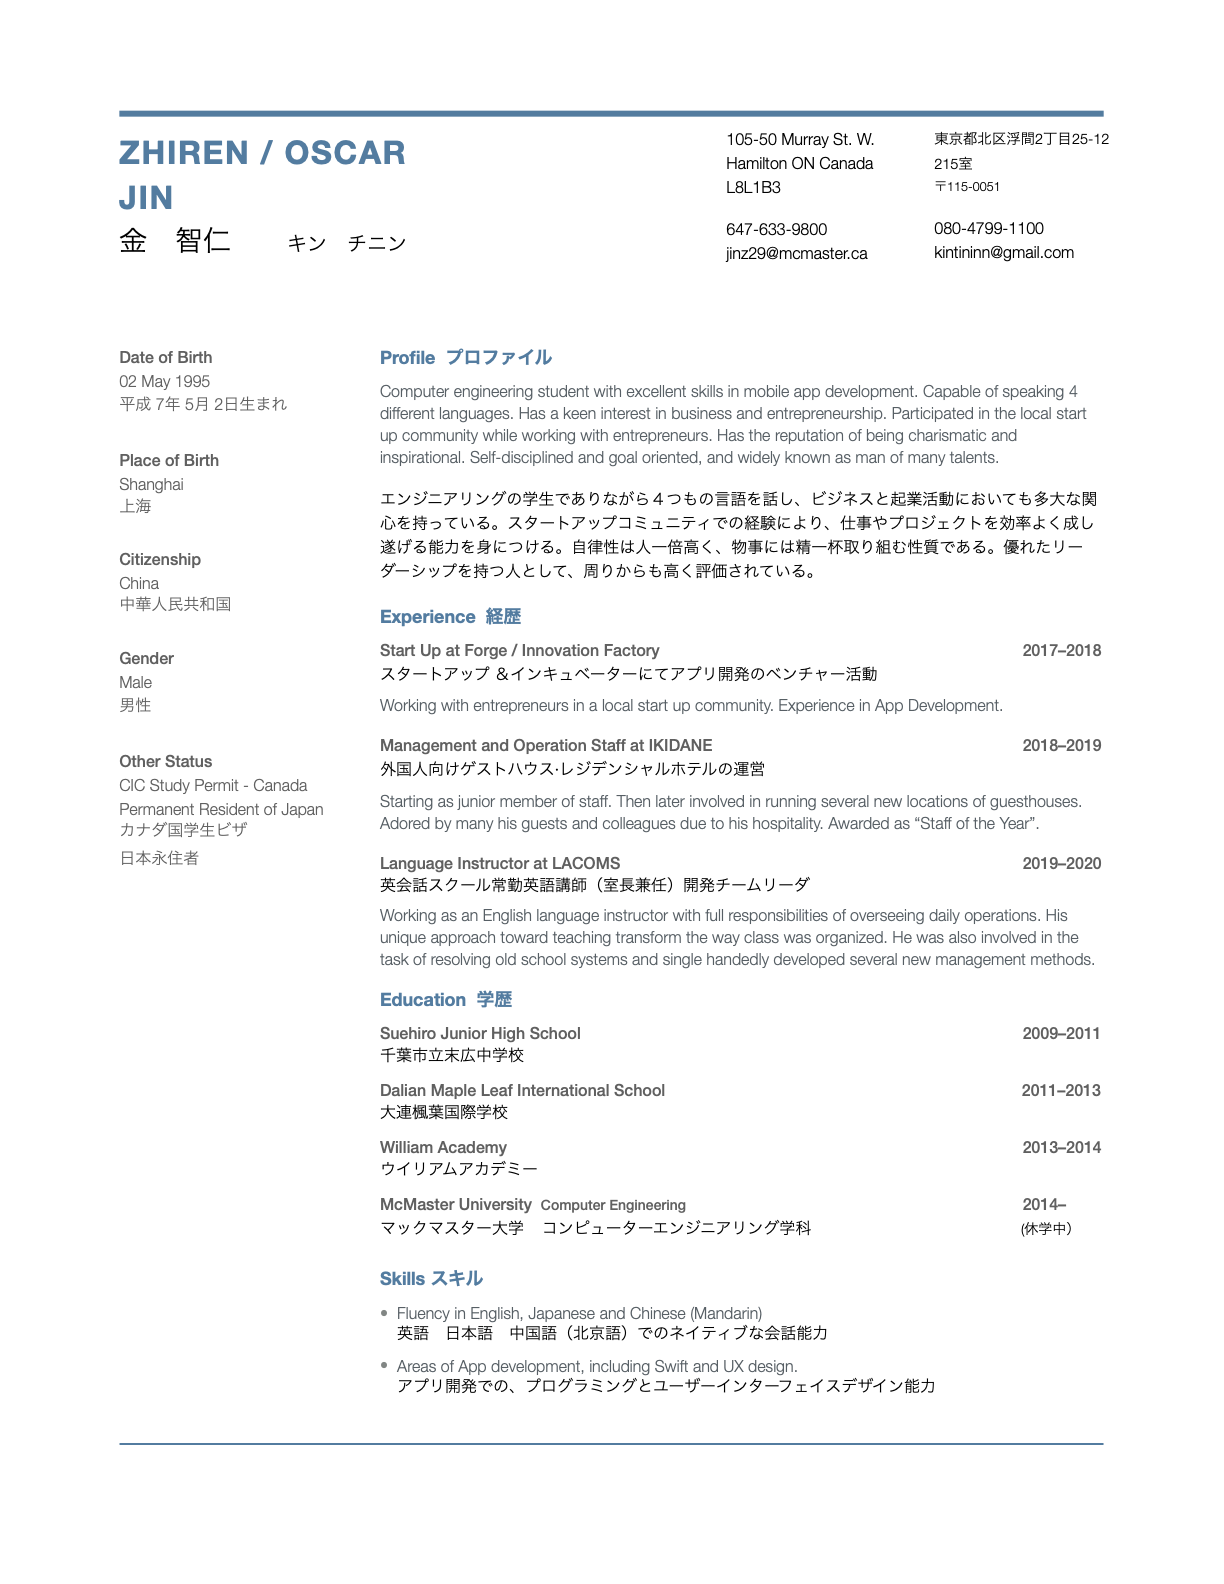 ZHIREN / OSCAR
JIN
金　智仁　　キン　チニン
105-50 Murray St. W.
Hamilton ON Canada
L8L1B3
647-633-9800
jinz29@mcmaster.ca
東京都北区浮間2丁目25-12
215室
〒115-0051
080-4799-1100
kintininn@gmail.com
Date of Birth
02 May 1995
平成 7年 5月 2日生まれ
Place of Birth
Shanghai
上海
Citizenship
China
中華人民共和国
Gender
Male
男性
Other Status
CIC Study Permit - Canada
Permanent Resident of Japan
カナダ国学生ビザ
日本永住者
Profile プロファイル
Computer engineering student with excellent skills in mobile app development. Capable of speaking 4
different languages. Has a keen interest in business and entrepreneurship. Participated in the local start
up community while working with entrepreneurs. Has the reputation of being charismatic and
inspirational. Self-disciplined and goal oriented, and widely known as man of many talents.
エンジニアリングの学生でありながら４つもの言語を話し、ビジネスと起業活動においても多大な関
心を持っている。スタートアップコミュニティでの経験により、仕事やプロジェクトを効率よく成し
遂げる能力を身につける。自律性は人一倍高く、物事には精一杯取り組む性質である。優れたリー
ダーシップを持つ人として、周りからも高く評価されている。
Experience 経歴
Start Up at Forge / Innovation Factory 2017–2018
スタートアップ ＆インキュベーターにてアプリ開発のベンチャー活動
Working with entrepreneurs in a local start up community. Experience in App Development.
Management and Operation Staff at IKIDANE 2018–2019
外国人向けゲストハウス·レジデンシャルホテルの運営
Starting as junior member of staff. Then later involved in running several new locations of guesthouses.
Adored by many his guests and colleagues due to his hospitality. Awarded as “Staff of the Year”.
Language Instructor at LACOMS 2019–2020
英会話スクール常勤英語講師（室長兼任）開発チームリーダ
Working as an English language instructor with full responsibilities of overseeing daily operations. His
unique approach toward teaching transform the way class was organized. He was also involved in the
task of resolving old school systems and single handedly developed several new management methods.
Education 学歴
Suehiro Junior High School 2009–2011
千葉市立末広中学校
Dalian Maple Leaf International School 2011–2013
大連楓葉国際学校
William Academy 2013–2014
ウイリアムアカデミー
McMaster University Computer Engineering 2014–
マックマスター大学　コンピューターエンジニアリング学科 (休学中）
Skills スキル
• Fluency in English, Japanese and Chinese (Mandarin)
英語　日本語　中国語（北京語）でのネイティブな会話能力
• Areas of App development, including Swift and UX design.
アプリ開発での、プログラミングとユーザーインターフェイスデザイン能力